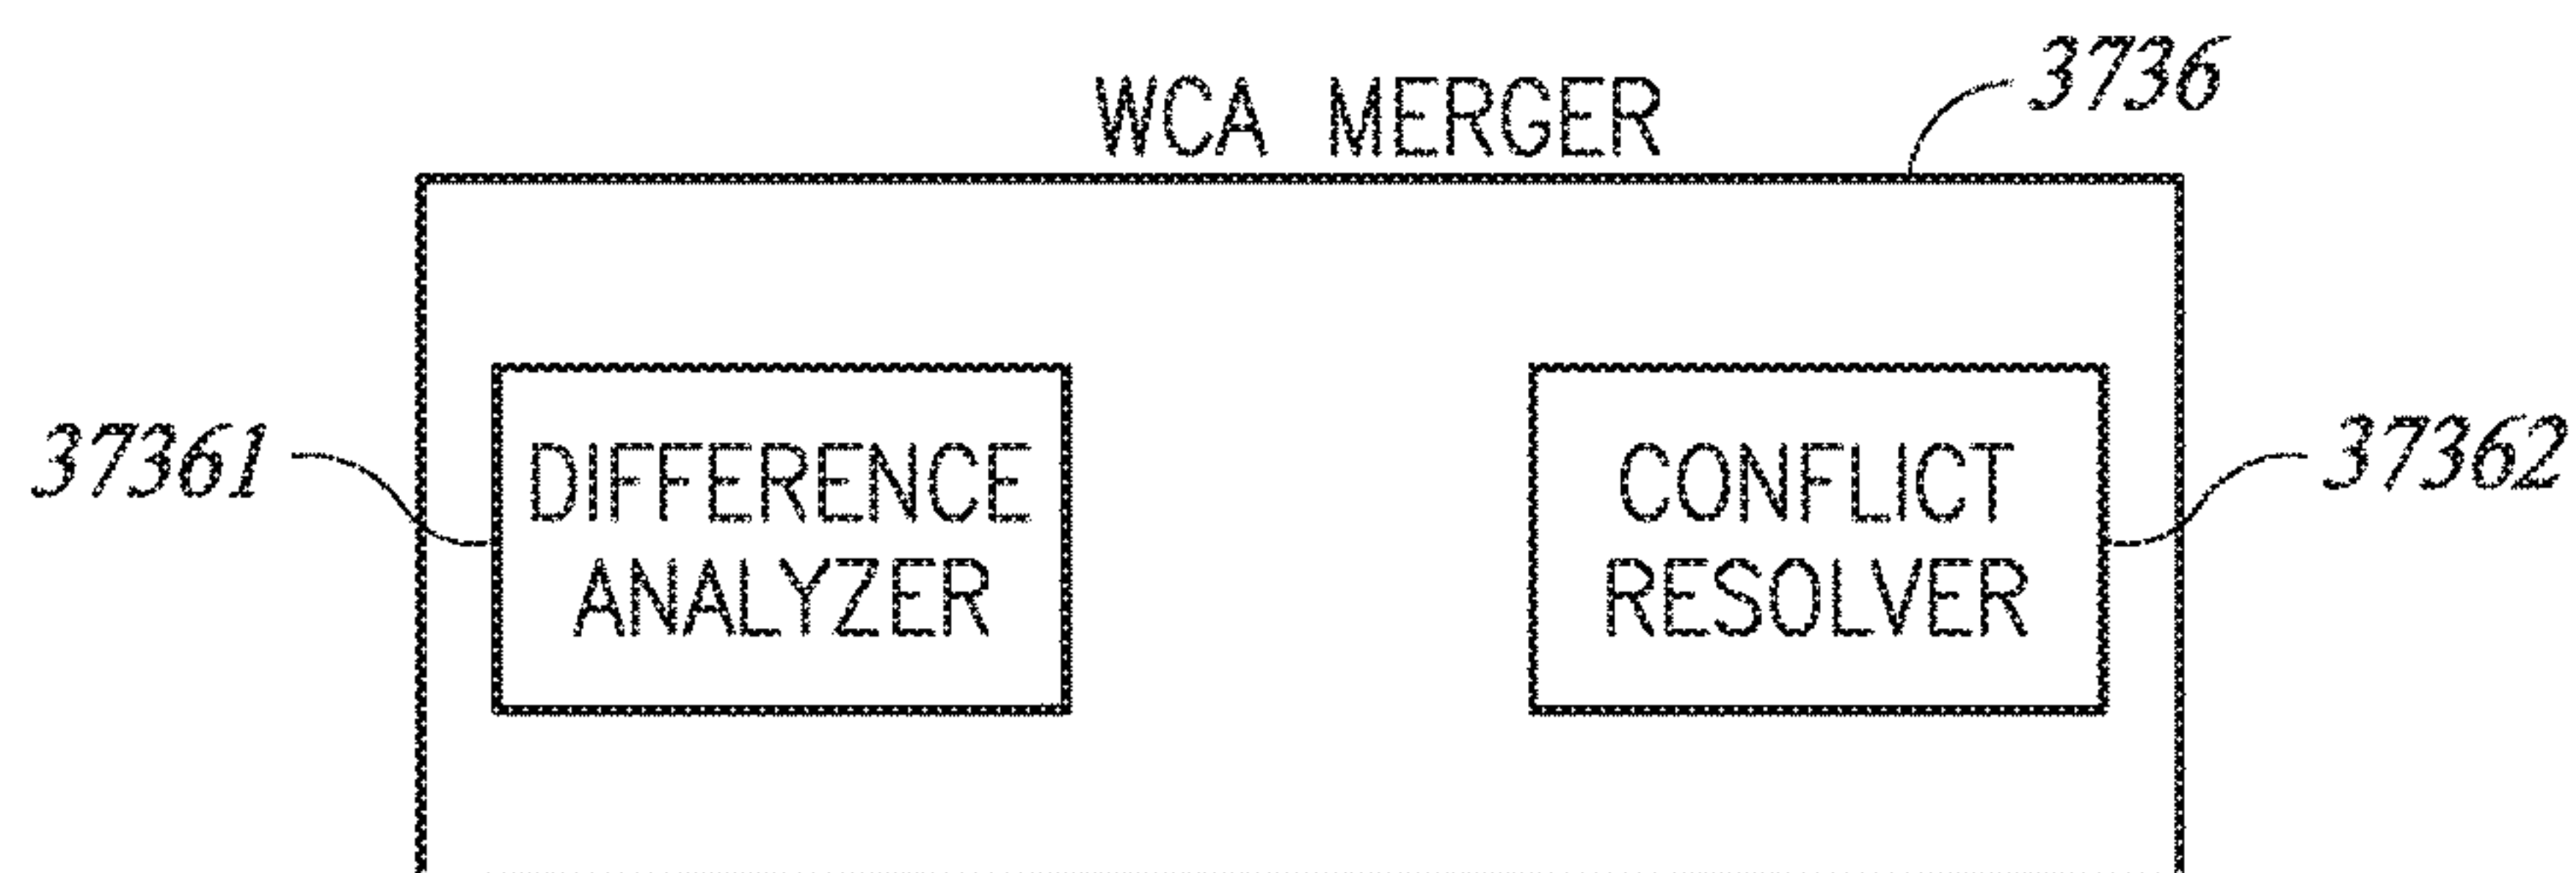 WCA MERGER
3736
37361
DIFFERENCE
ANALYZER
CONFLICT
RESOLVER
37362